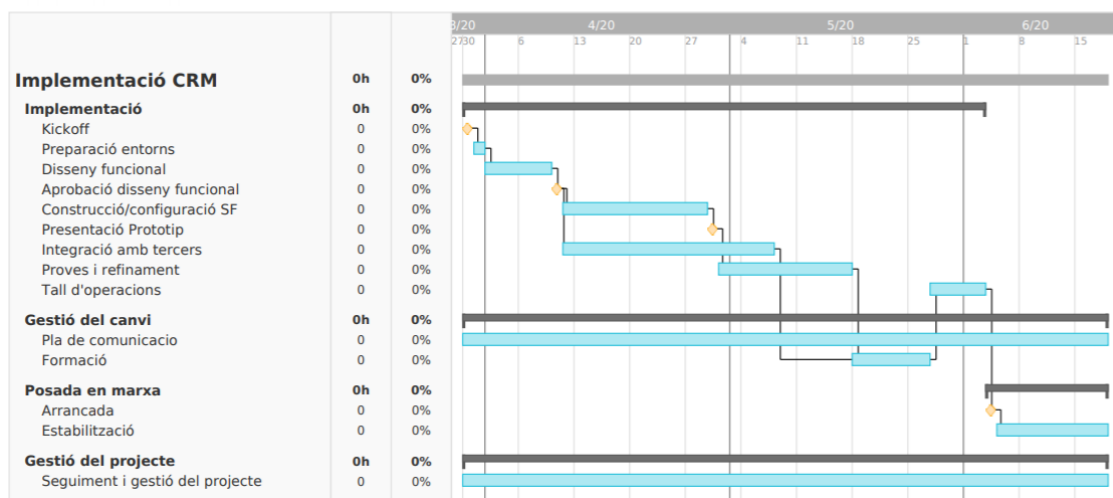 3/20 4/20 5/20 6/20
27 30 6 13 20 27 4 11 18 25 1 8 15
Implementació CRM 0h 0%
Implementació 0h 0%
Kickoff 0 0%
Preparació entorns 0 0%
Disseny funcional 0 0%
Aprobació disseny funcional 0 0%
Construcció/configuració SF 0 0%
Presentació Prototip 0 0%
Integració amb tercers 0 0%
Proves i refinament 0 0%
Tall d'operacions 0 0%
Gestió del canvi 0h 0%
Pla de comunicacio 0 0%
Formació 0 0%
Posada en marxa 0h 0%
Arrancada 0 0%
Estabilització 0 0%
Gestió del projecte 0h 0%
Seguiment i gestió del projecte 0 0%